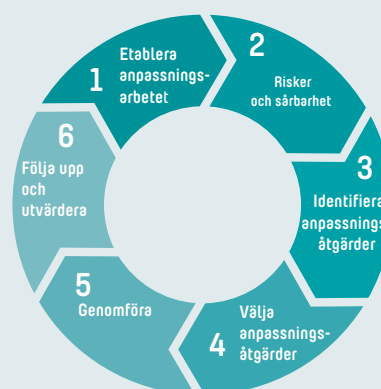 1
Etablera
anpassnings-
arbetet
2
Risker
och sårbarhet
3
Identifiera
anpassnings
åtgärder
4
Välja
anpassnings-
åtgärder
5
Genomföra
6
Följa upp
och
utvärdera